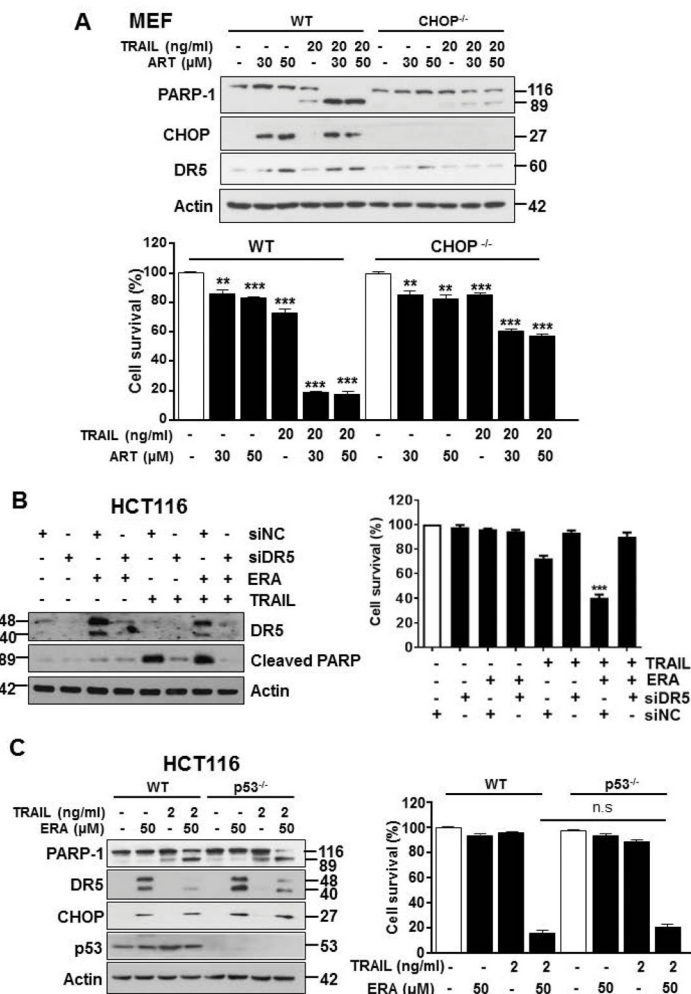 A MEF WT CHOP-/-
TRAIL (ng/ml) - - - 20 20 20 - - - 20 20 20
ART (µM) - 30 50 - 30 50 - 30 50 - 30 50
PARP-1 116
89
CHOP 27
DR5 60
Actin 42
WT CHOP -/-
Cell survival (%)
120
100
80
60
40
20
0
** *** *** *** *** ** ** *** *** ***
TRAIL (ng/ml) - - - 20 20 20 - - - 20 20 20
ART (µM) - 30 50 - 30 50 - 30 50 - 30 50
B HCT116
+ - + - + - + - siNC
- + - + - + - + siDR5
- - + + - - + + ERA
- - - - + + + + TRAIL
48 DR5
40
89 Cleaved PARP
42 Actin
Cell survival (%)
120
100
80
60
40
20
0
***
- - - - + + + + TRAIL
- - + + - - + + ERA
- + - + - + - + siDR5
+ - + - + - + - siNC
C HCT116
WT p53-/-
TRAIL (ng/ml) - - 2 2 - - 2 2
ERA (µM) - 50 - 50 - 50 - 50
PARP-1 116
89
DR5 48
40
CHOP 27
p53 53
Actin 42
WT p53-/-
n.s
Cell survival (%)
120
100
80
60
40
20
0
TRAIL (ng/ml) - - 2 2 - - 2 2
ERA (µM) - 50 - 50 - 50 - 50